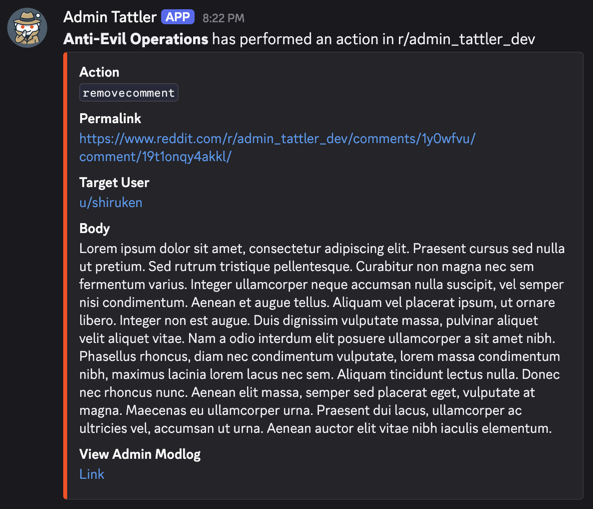 Admin Tattler APP 8:22 PM
Anti-Evil Operations has performed an action in r/admin_tattler_dev
Action
removecomment
Permalink
https://www.reddit.com/r/admin_tattler_dev/comments/1y0wfvu/
comment/19t1onqy4akkl/
Target User
u/shiruken
Body
Lorem ipsum dolor sit amet, consectetur adipiscing elit. Praesent cursus sed nulla
ut pretium. Sed rutrum tristique pellentesque. Curabitur non magna nec sem
fermentum varius. Integer ullamcorper neque accumsan nulla suscipit, vel semper
nisi condimentum. Aenean et augue tellus. Aliquam vel placerat ipsum, ut ornare
libero. Integer non est augue. Duis dignissim vulputate massa, pulvinar aliquet
velit aliquet vitae. Nam a odio interdum elit posuere ullamcorper a sit amet nibh.
Phasellus rhoncus, diam nec condimentum vulputate, lorem massa condimentum
nibh, maximus lacinia lorem lacus nec sem. Aliquam tincidunt lectus nulla. Donec
nec rhoncus nunc. Aenean elit massa, semper sed placerat eget, vulputate at
magna. Maecenas eu ullamcorper urna. Praesent dui lacus, ullamcorper ac
ultricies vel, accumsan ut urna. Aenean auctor elit vitae nibh iaculis elementum.
View Admin Modlog
Link